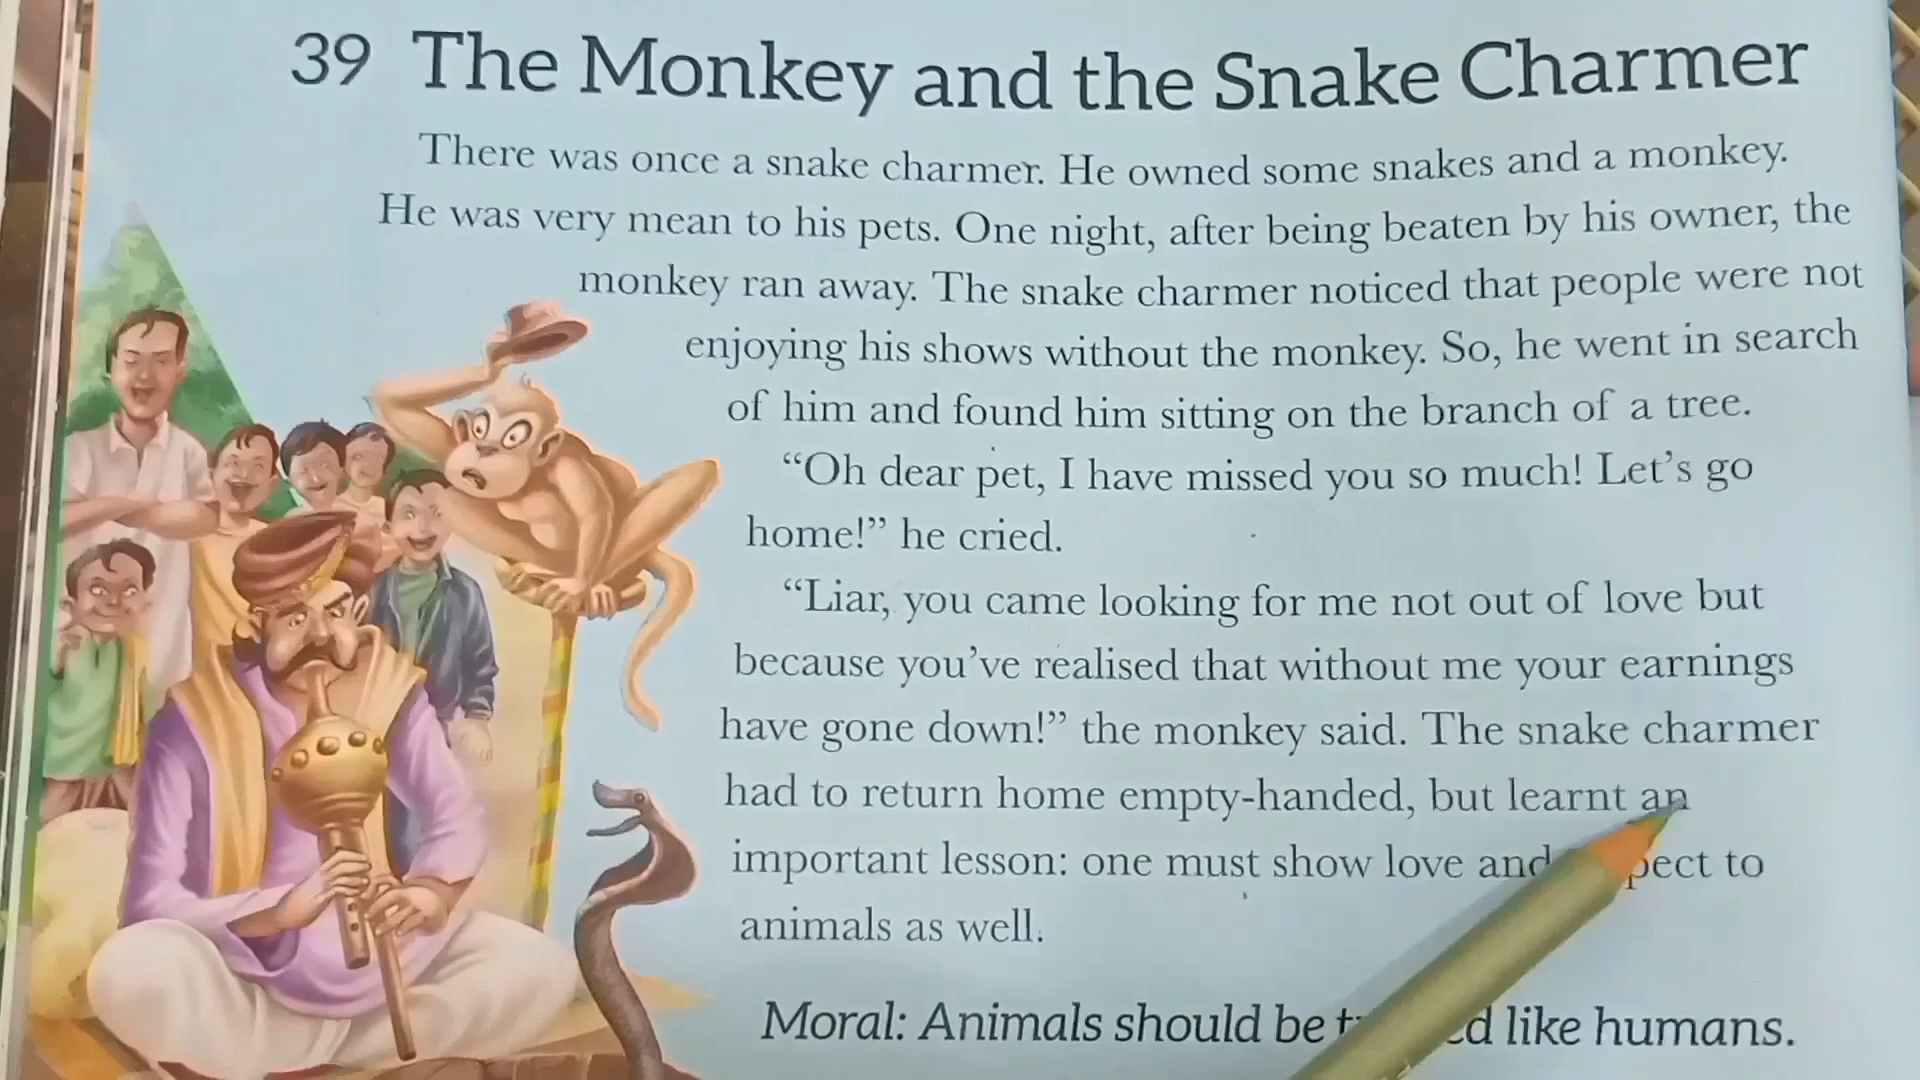 39 The Monkey and the Snake Charmer
There was once a snake charmer. He owned some snakes and a monkey.
He was very mean to his pets. One night, after being beaten by his owner, the
monkey ran away. The snake charmer noticed that people were not
enjoying his shows without the monkey. So, he went in search
of him and found him sitting on the branch of a tree.
“Oh dear pet, I have missed you so much! Let’s go
home!” he cried.
“Liar, you came looking for me not out of love but
because you’ve realised that without me your earnings
have gone down!” the monkey said. The snake charmer
had to return home empty-handed, but learnt an
important lesson: one must show love and to
animals as well.
Moral: Animals should be like humans.